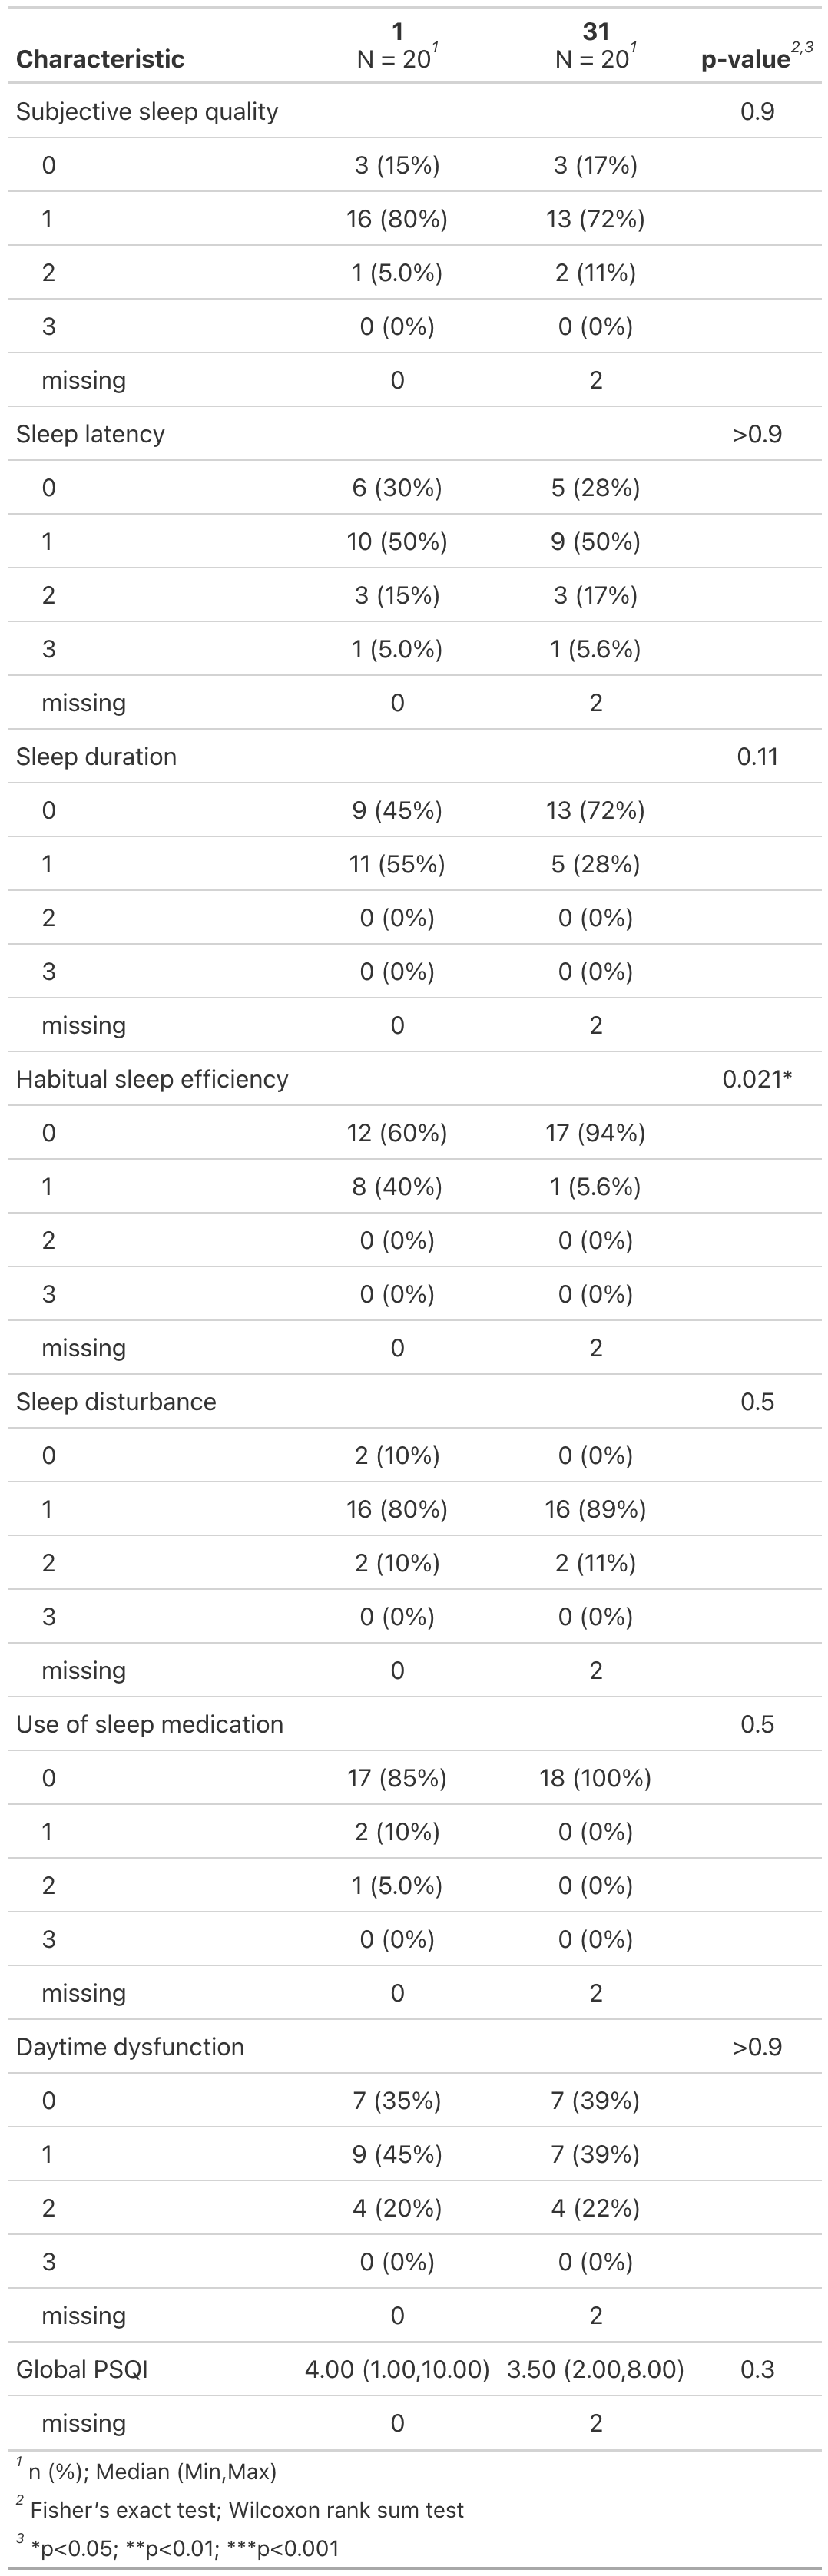 Characteristic 1 N = 20¹ 31 N = 20¹ p-value²,³
Subjective sleep quality 0.9
0 3 (15%) 3 (17%)
1 16 (80%) 13 (72%)
2 1 (5.0%) 2 (11%)
3 0 (0%) 0 (0%)
missing 0 2
Sleep latency >0.9
0 6 (30%) 5 (28%)
1 10 (50%) 9 (50%)
2 3 (15%) 3 (17%)
3 1 (5.0%) 1 (5.6%)
missing 0 2
Sleep duration 0.11
0 9 (45%) 13 (72%)
1 11 (55%) 5 (28%)
2 0 (0%) 0 (0%)
3 0 (0%) 0 (0%)
missing 0 2
Habitual sleep efficiency 0.021*
0 12 (60%) 17 (94%)
1 8 (40%) 1 (5.6%)
2 0 (0%) 0 (0%)
3 0 (0%) 0 (0%)
missing 0 2
Sleep disturbance 0.5
0 2 (10%) 0 (0%)
1 16 (80%) 16 (89%)
2 2 (10%) 2 (11%)
3 0 (0%) 0 (0%)
missing 0 2
Use of sleep medication 0.5
0 17 (85%) 18 (100%)
1 2 (10%) 0 (0%)
2 1 (5.0%) 0 (0%)
3 0 (0%) 0 (0%)
missing 0 2
Daytime dysfunction >0.9
0 7 (35%) 7 (39%)
1 9 (45%) 7 (39%)
2 4 (20%) 4 (22%)
3 0 (0%) 0 (0%)
missing 0 2
Global PSQI 4.00 (1.00,10.00) 3.50 (2.00,8.00) 0.3
missing 0 2
¹ n (%); Median (Min,Max)
² Fisher’s exact test; Wilcoxon rank sum test
³ *p<0.05; **p<0.01; ***p<0.001